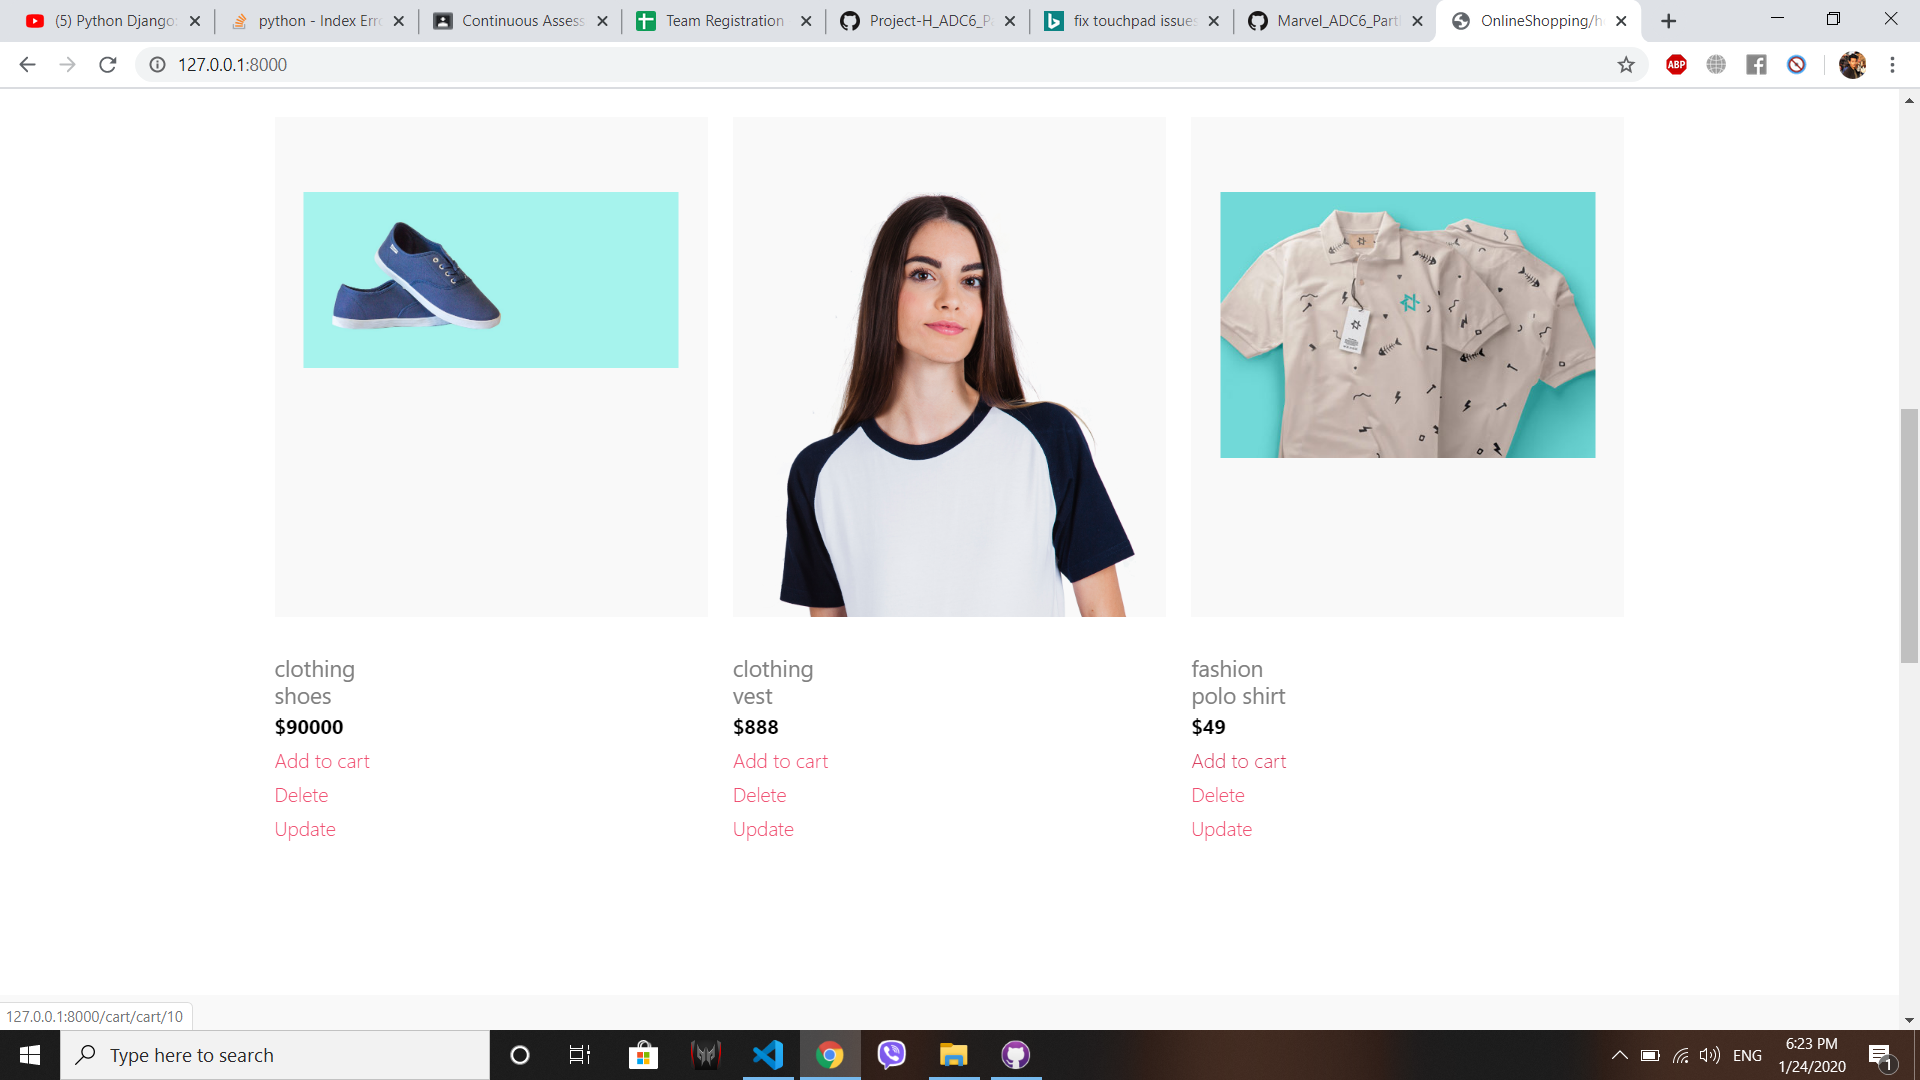 (5) Python Django:
python - Index Erro
Continuous Assess
Team Registration
Project-H_ADC6_Pa
fix touchpad issues
Marvel_ADC6_Part
OnlineShopping/ho
127.0.0.1:8000
ABP
clothing
shoes
$90000
Add to cart
Delete
Update
clothing
vest
$888
Add to cart
Delete
Update
fashion
polo shirt
$49
Add to cart
Delete
Update
127.0.0.1:8000/cart/cart/10
Type here to search
ENG
6:23 PM
1/24/2020
1